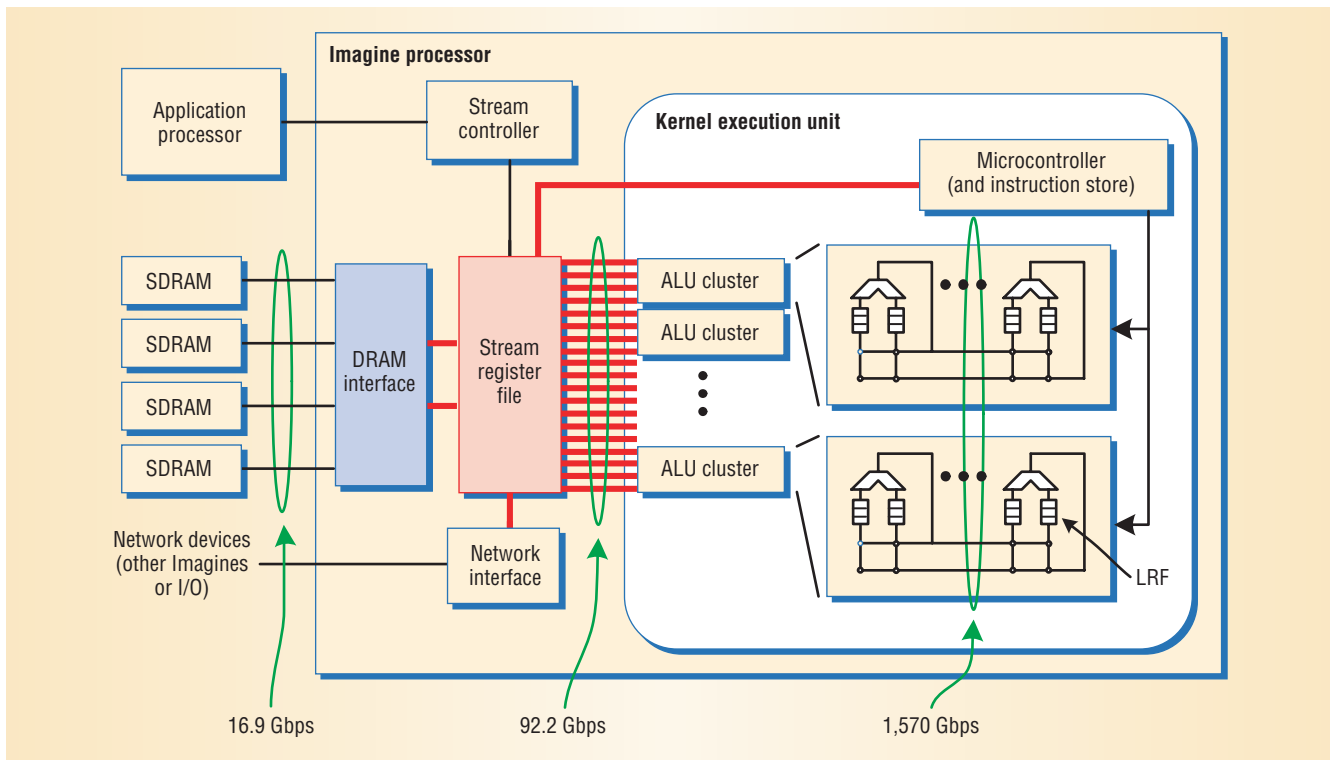 Imagine processor
Application
processor
Stream
controller
Kernel execution unit
Microcontroller
(and instruction store)
SDRAM
SDRAM
SDRAM
SDRAM
DRAM
interface
Stream
register
file
ALU cluster
ALU cluster
ALU cluster
Network devices
(other Imagines
or I/O)
Network
interface
LRF
16.9 Gbps
92.2 Gbps
1,570 Gbps